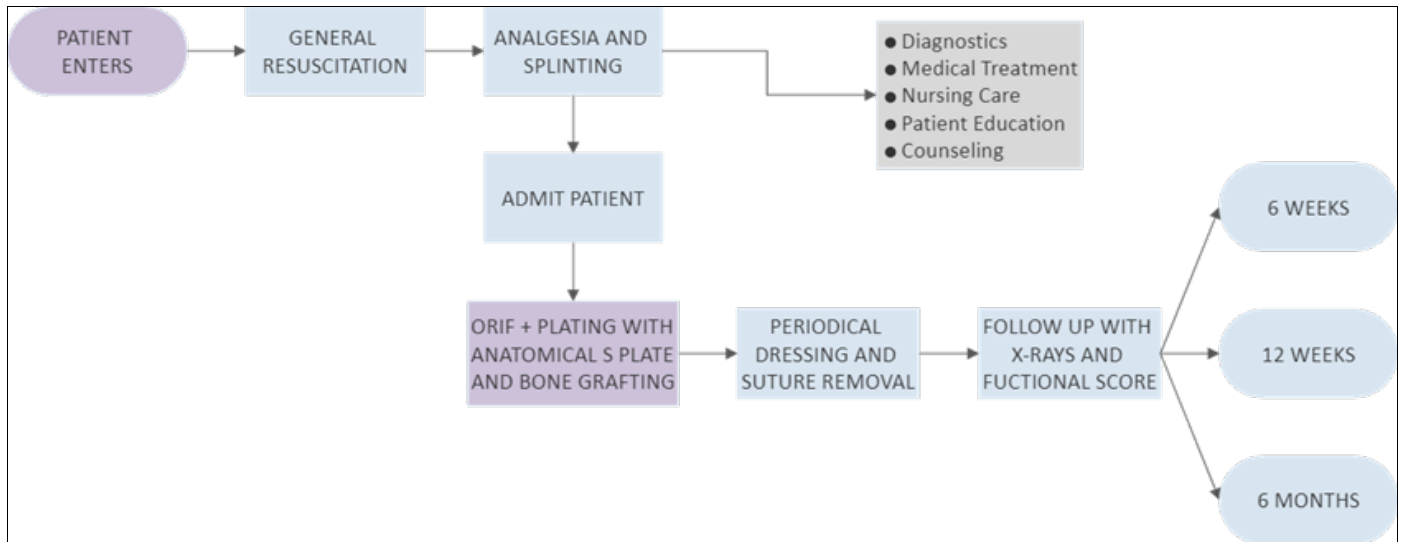 PATIENT
ENTERS
GENERAL
RESUSCITATION
ANALGESIA AND
SPLINTING
● Diagnostics
● Medical Treatment
● Nursing Care
● Patient Education
● Counseling
ADMIT PATIENT
ORIF + PLATING WITH
ANATOMICAL S PLATE
AND BONE GRAFTING
PERIODICAL
DRESSING AND
SUTURE REMOVAL
FOLLOW UP WITH
X-RAYS AND
FUCTIONAL SCORE
6 WEEKS
12 WEEKS
6 MONTHS